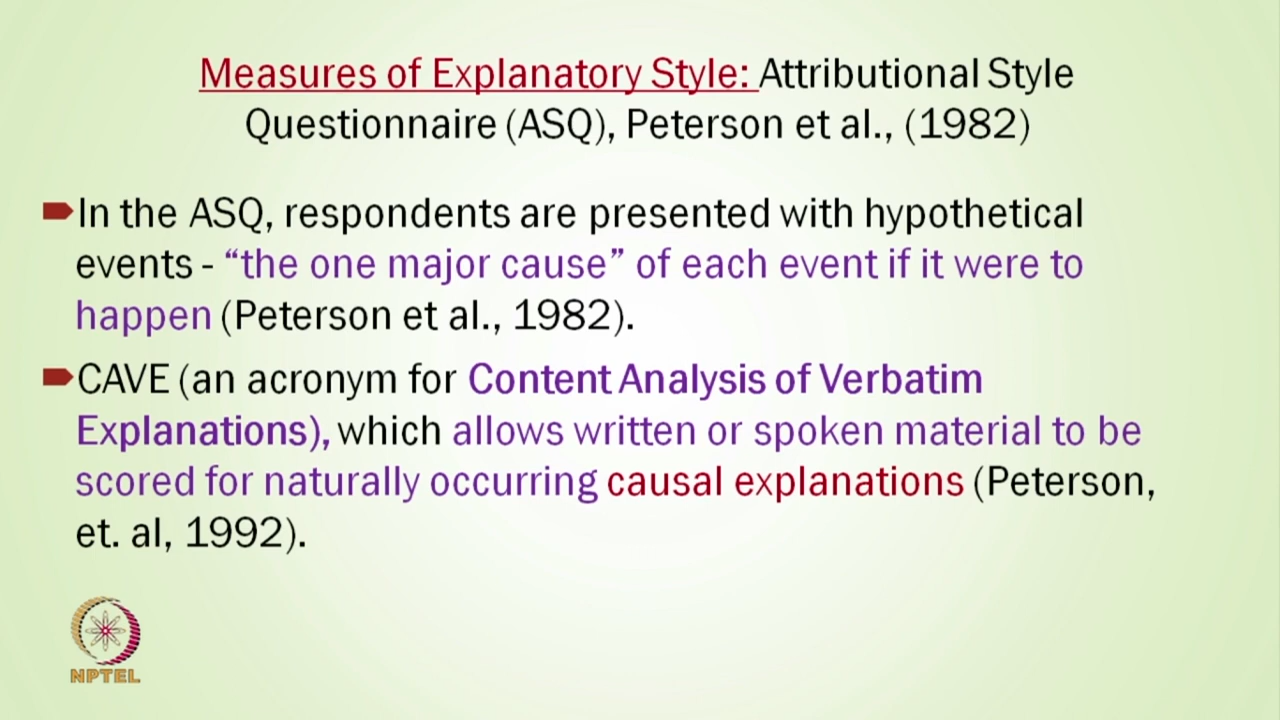 Measures of Explanatory Style: Attributional Style
Questionnaire (ASQ), Peterson et al., (1982)
In the ASQ, respondents are presented with hypothetical
events - “the one major cause” of each event if it were to
happen (Peterson et al., 1982).
CAVE (an acronym for Content Analysis of Verbatim
Explanations), which allows written or spoken material to be
scored for naturally occurring causal explanations (Peterson,
et. al, 1992).
NPTEL